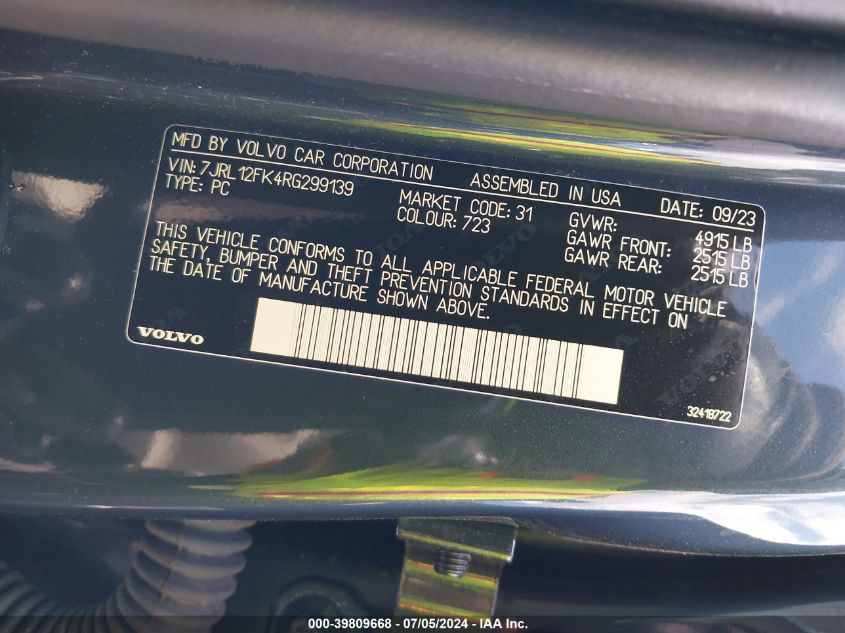 MFD BY VOLVO CAR CORPORATION ASSEMBLED IN USA DATE: 09/23
VIN: 7JRL12FK4RG299139
TYPE: PC
MARKET CODE: 31
COLOUR: 723
GVWR: 4915 LB
GAWR FRONT: 2515 LB
GAWR REAR: 2515 LB
THIS VEHICLE CONFORMS TO ALL APPLICABLE FEDERAL MOTOR VEHICLE
SAFETY, BUMPER AND THEFT PREVENTION STANDARDS IN EFFECT ON
THE DATE OF MANUFACTURE SHOWN ABOVE.
VOLVO
32418722
000-39809668 - 07/05/2024 - IAA Inc.